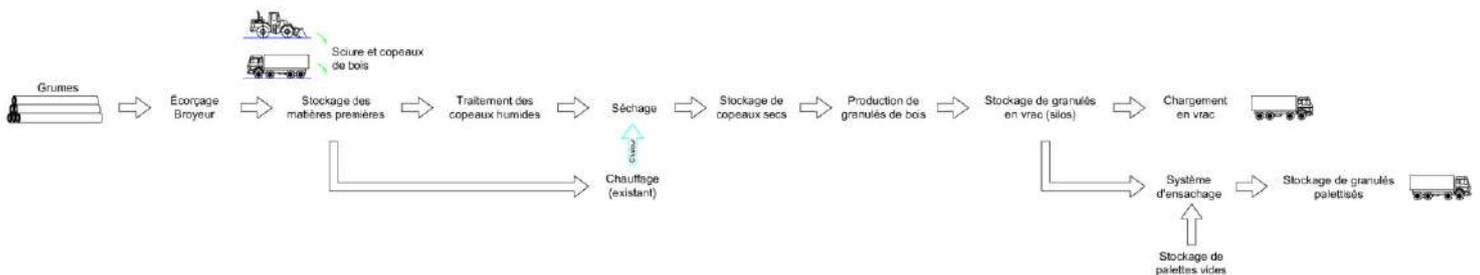 Sciure et copeaux
de bois
Grumes
Écorçage
Broyeur
Stockage des
matières premières
Traitement des
copeaux humides
Séchage
Stockage de
copeaux secs
Production de
granulés de bois
Stockage de granulés
en vrac (silos)
Chargement
en vrac
Chauffage
(existant)
Système
d'ensachage
Stockage de granulés
palettisés
Stockage de
palettes vides